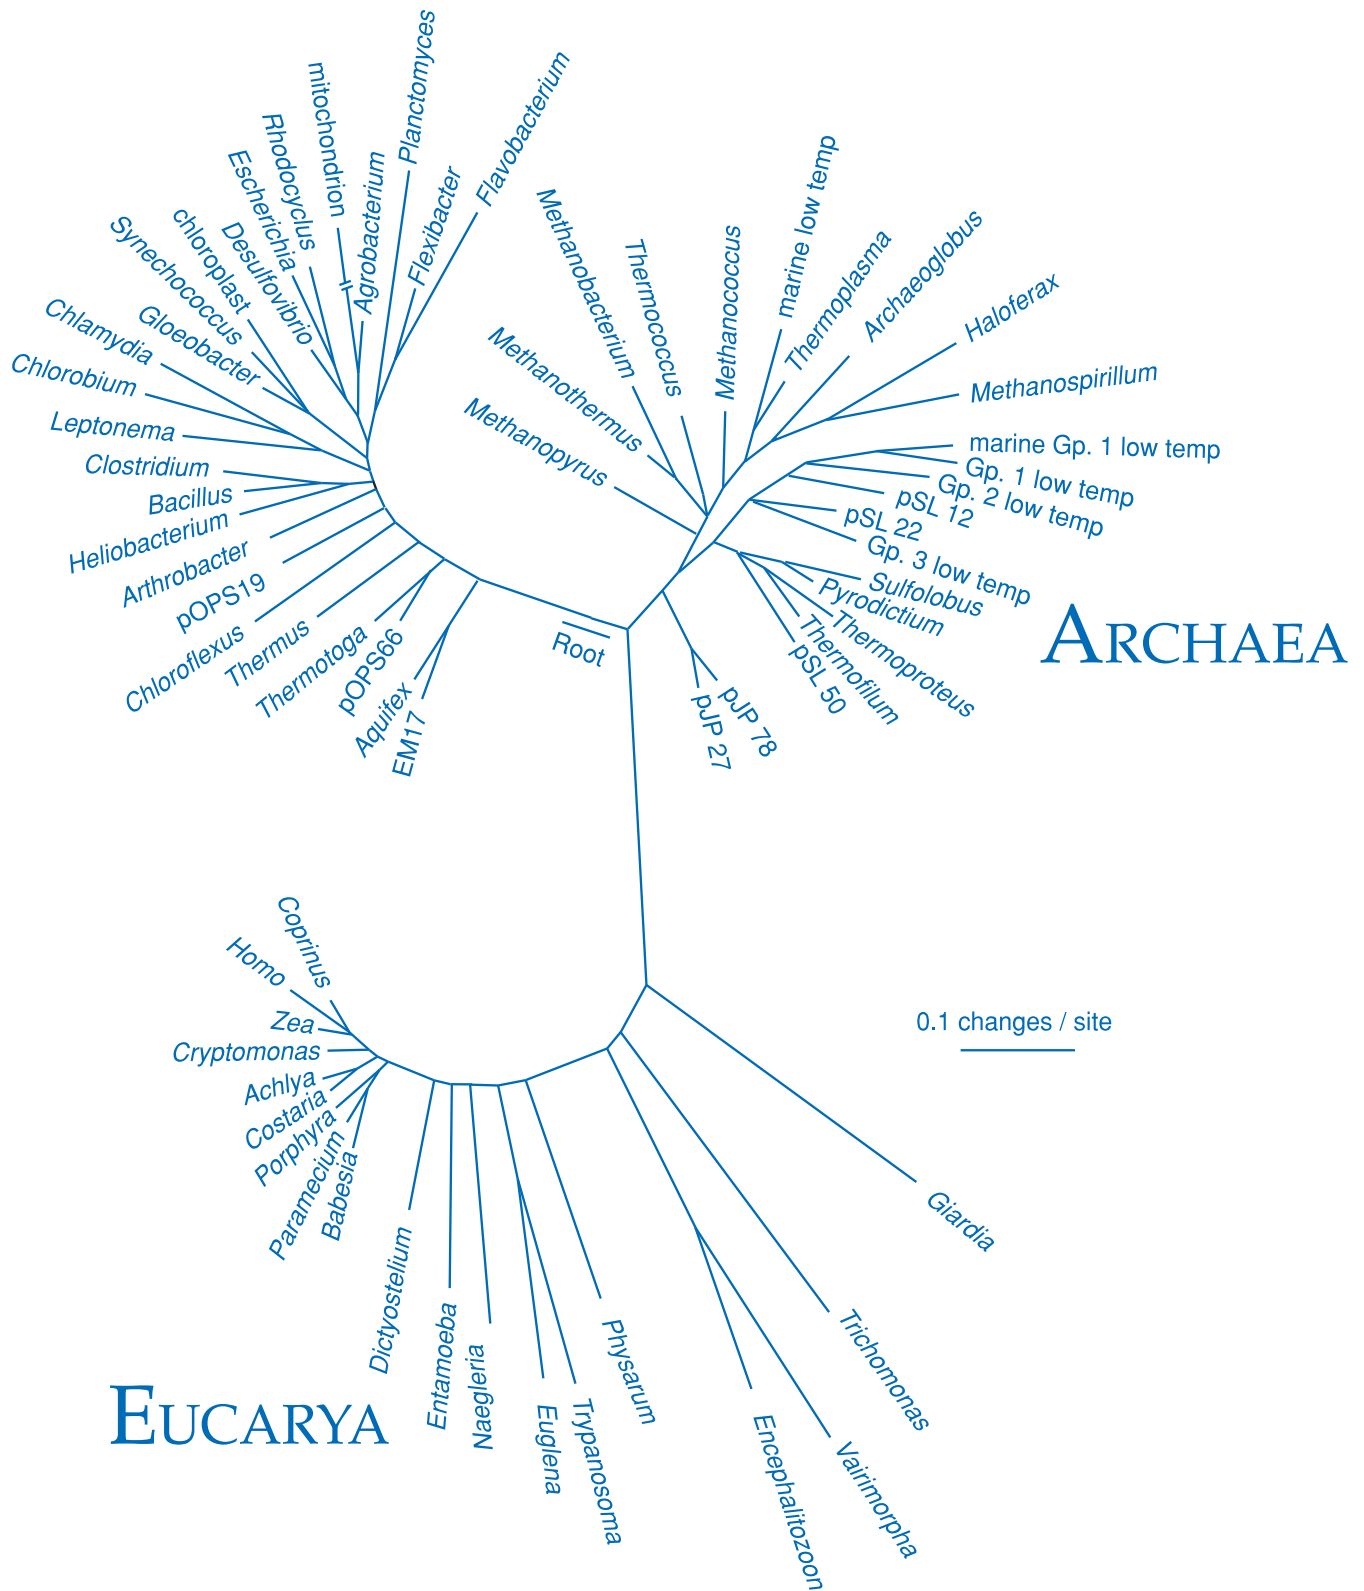 Planctomyces
Flavobacterium
mitochondrion
Rhodocyclus
Escherichia
Agrobacterium
Flexibacter
Desulfovibrio
chloroplast
Synechococcus
Gloeobacter
Chlamydia
Chlorobium
Leptonema
Clostridium
Bacillus
Heliobacterium
Arthrobacter
pOPS19
Chloroflexus
Thermus
Thermotoga
pOPS66
Aquifex
EM17
Root
Methanopyrus
Methanothermus
Methanobacterium
Thermococcus
Methanococcus
marine low temp
Thermoplasma
Archaeoglobus
Haloferax
Methanospirillum
marine Gp. 1 low temp
Gp. 1 low temp
Gp. 2 low temp
pSL 12
pSL 22
Gp. 3 low temp
Sulfolobus
Pyrodictium
Thermoproteus
Thermofilum
pSL 50
pJP 78
pJP 27
ARCHAEA
Coprinus
Homo
Zea
Cryptomonas
Achlya
Costaria
Porphyra
Paramecium
Babesia
Dictyostelium
Entamoeba
Naegleria
Euglena
Trypanosoma
Physarum
Encephalitozoon
Vairimorpha
Trichomonas
Giardia
0.1 changes / site
EUCARYA